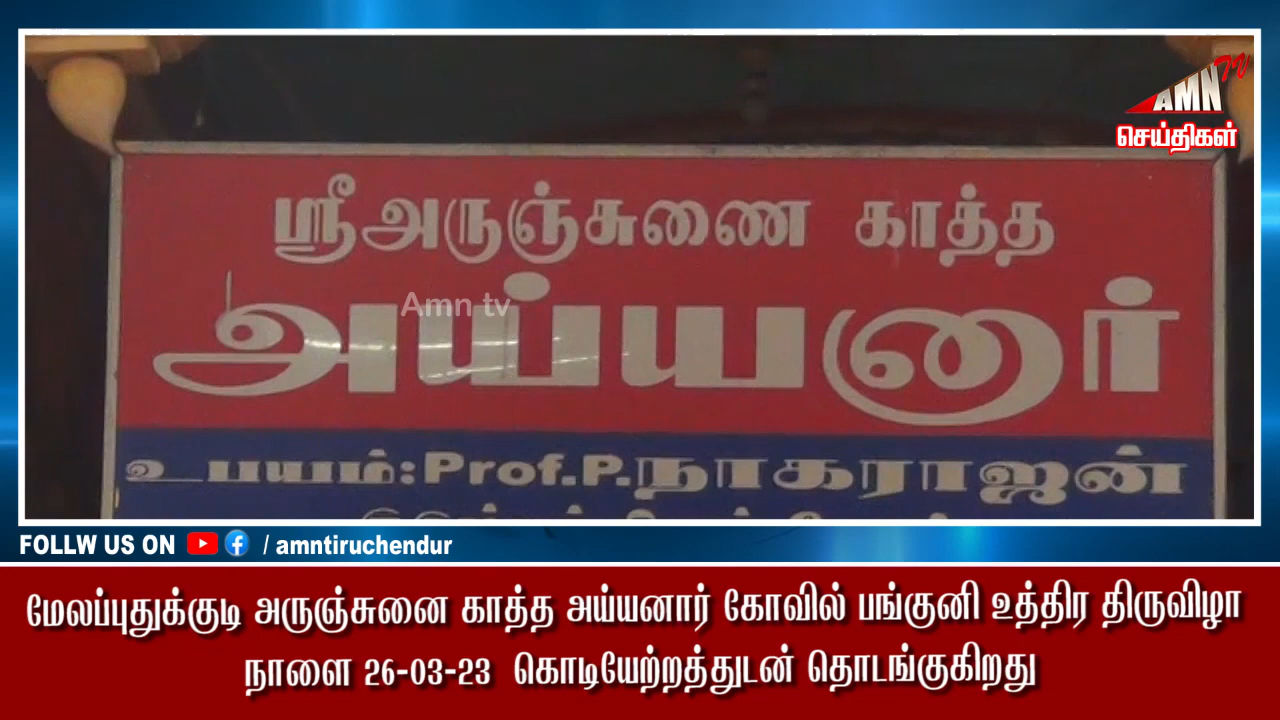 AMN TV
செய்திகள்
ஸ்ரீஅருஞ்சுணை காத்த
அய்யனார்
Amn tv
உபயம்: Prof.P.நாகராஜன்
FOLLW US ON / amntiruchendur
மேலப்புதுக்குடி அருஞ்சுனை காத்த அய்யனார் கோவில் பங்குனி உத்திர திருவிழா
நாளை 26-03-23 கொடியேற்றத்துடன் தொடங்குகிறது